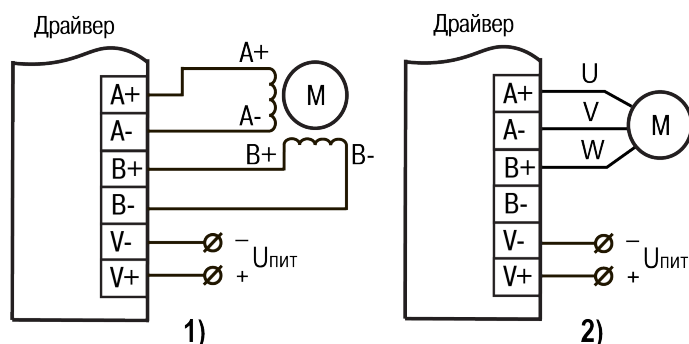 Драйвер
A+
A-
B+
B-
V-
V+
A+
A-
B+
B-
M
–
Uпит
+
1)
Драйвер
A+
A-
B+
B-
V-
V+
U
V
W
M
–
Uпит
+
2)